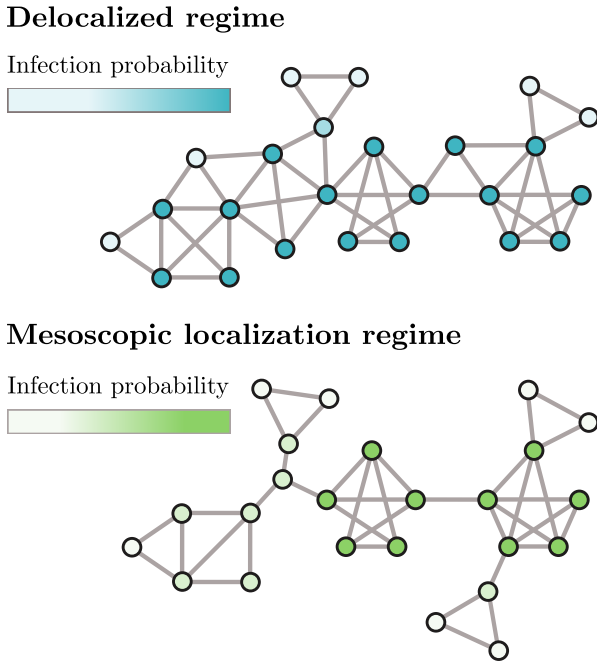 Delocalized regime
Infection probability
Mesoscopic localization regime
Infection probability